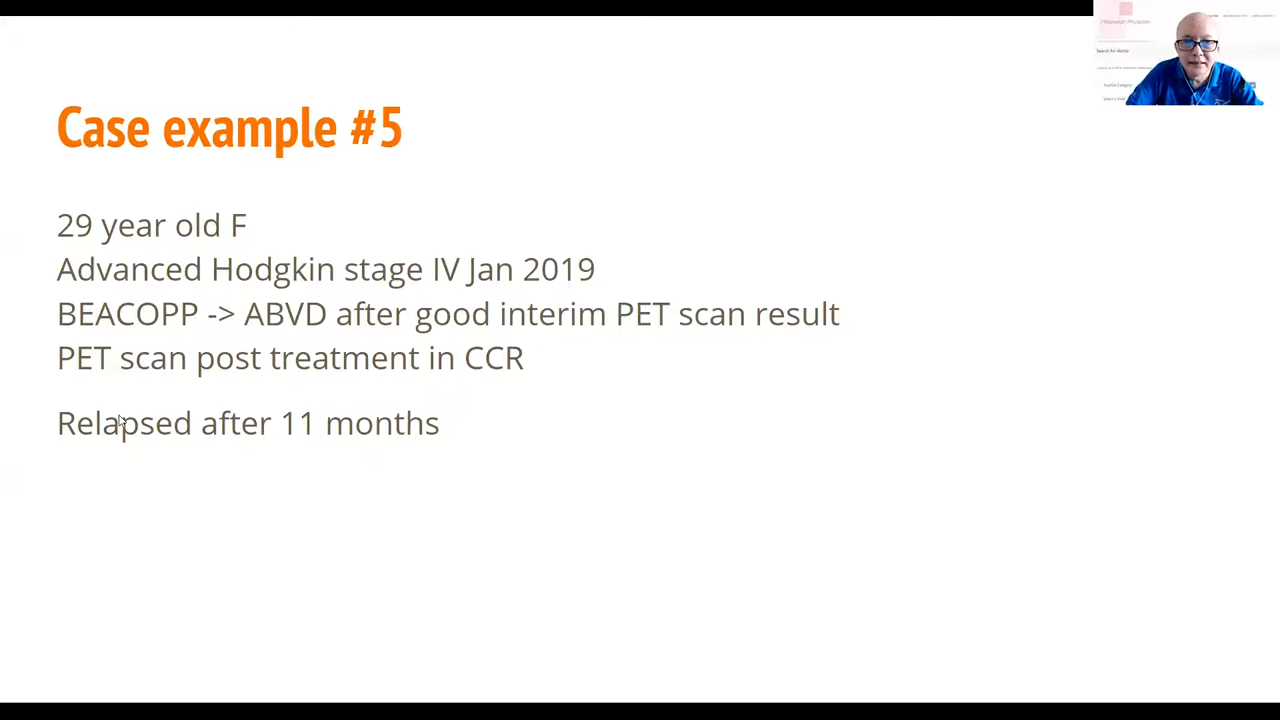 Case example #5
29 year old F
Advanced Hodgkin stage IV Jan 2019
BEACOPP -> ABVD after good interim PET scan result
PET scan post treatment in CCR
Relapsed after 11 months